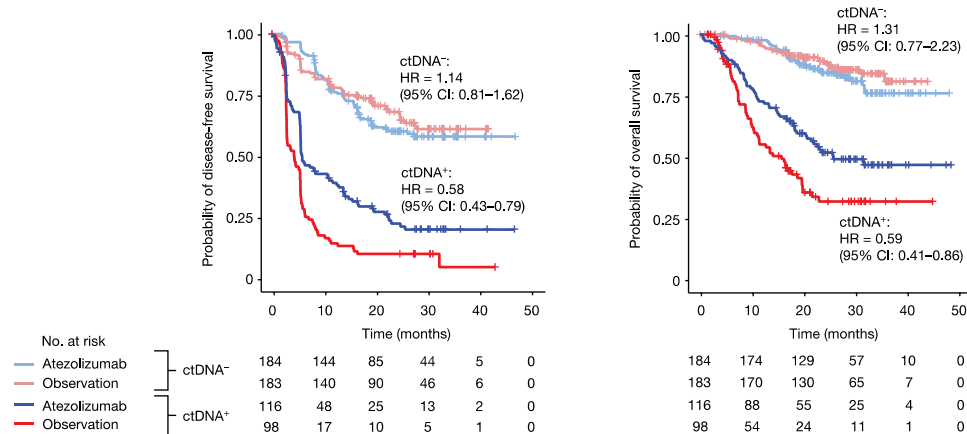 Probability of disease-free survival
1.00
0.75
0.50
0.25
0
ctDNA⁻:
HR = 1.14
(95% CI: 0.81–1.62)
ctDNA⁺:
HR = 0.58
(95% CI: 0.43–0.79)
0 10 20 30 40 50
Time (months)
Probability of overall survival
1.00
0.75
0.50
0.25
0
ctDNA⁻:
HR = 1.31
(95% CI: 0.77–2.23)
ctDNA⁺:
HR = 0.59
(95% CI: 0.41–0.86)
0 10 20 30 40 50
Time (months)
No. at risk
Atezolizumab
Observation
ctDNA⁻
Atezolizumab
Observation
ctDNA⁺
184 144 85 44 5 0
183 140 90 46 6 0
116 48 25 13 2 0
98 17 10 5 1 0
184 174 129 57 10 0
183 170 130 65 7 0
116 88 55 25 4 0
98 54 24 11 1 0